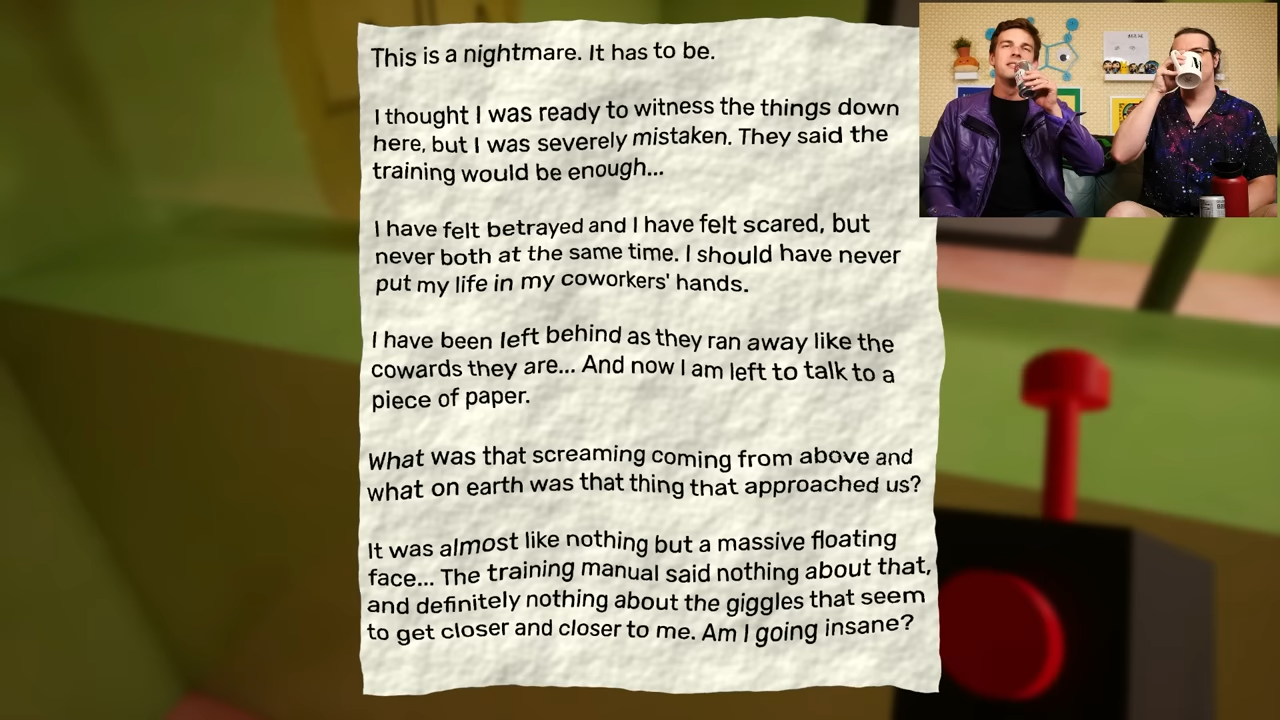 This is a nightmare. It has to be.
I thought I was ready to witness the things down
here, but I was severely mistaken. They said the
training would be enough...
I have felt betrayed and I have felt scared, but
never both at the same time. I should have never
put my life in my coworkers' hands.
I have been left behind as they ran away like the
cowards they are... And now I am left to talk to a
piece of paper.
What was that screaming coming from above and
what on earth was that thing that approached us?
It was almost like nothing but a massive floating
face... The training manual said nothing about that,
and definitely nothing about the giggles that seem
to get closer and closer to me. Am I going insane?